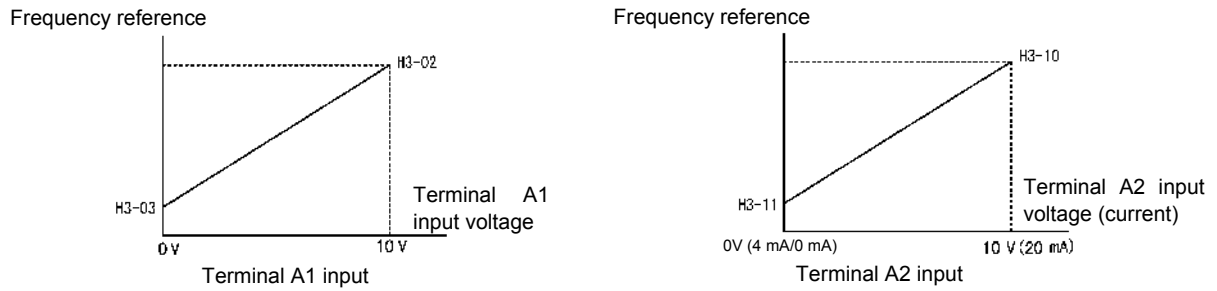 Frequency reference
H3-02
H3-03
Terminal A1
input voltage
0V
10 V
Terminal A1 input
Frequency reference
H3-10
H3-11
Terminal A2 input
voltage (current)
0V (4 mA/0 mA)
10 V (20 mA)
Terminal A2 input